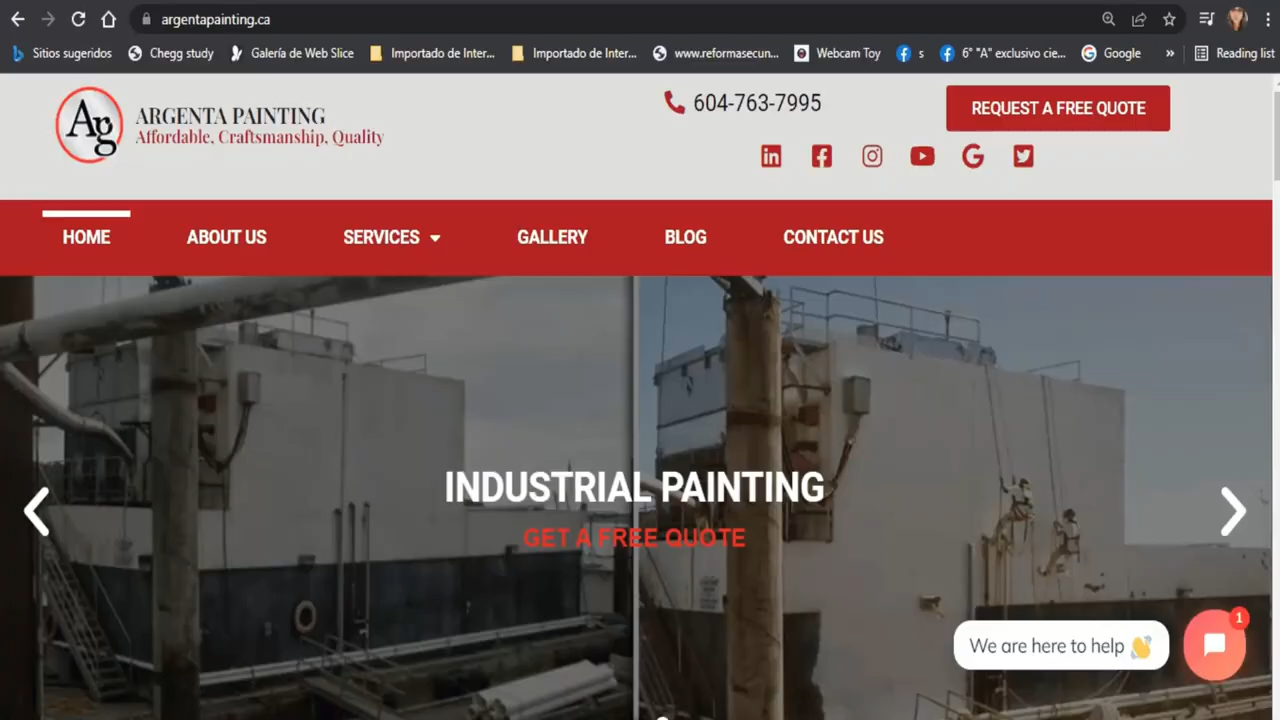 argentapainting.ca
Sitios sugeridos
Chegg study
Galería de Web Slice
Importado de Inter...
Importado de Inter...
www.reformasecun...
Webcam Toy
s
6° "A" exclusivo cie...
Google
»
Reading list
Ag
ARGENTA PAINTING
Affordable, Craftsmanship, Quality
604-763-7995
REQUEST A FREE QUOTE
HOME
ABOUT US
SERVICES
GALLERY
BLOG
CONTACT US
INDUSTRIAL PAINTING
GET A FREE QUOTE
We are here to help 👋
1